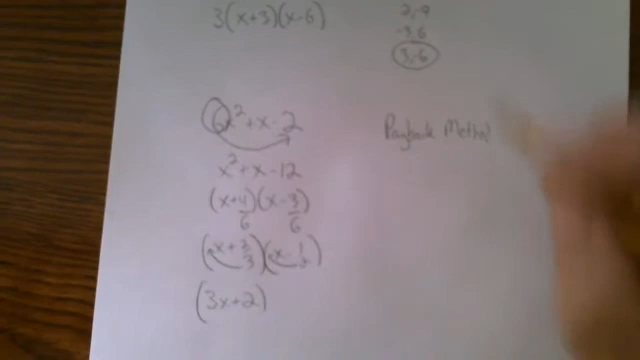 3(x+3)(x-6)
2,-9
-3,6
3,-6
6x²+x-2
Payback Method
x²+x-12
(x+4/6)(x-3/6)
(x+2/3)(x-1/2)
(3x+2)